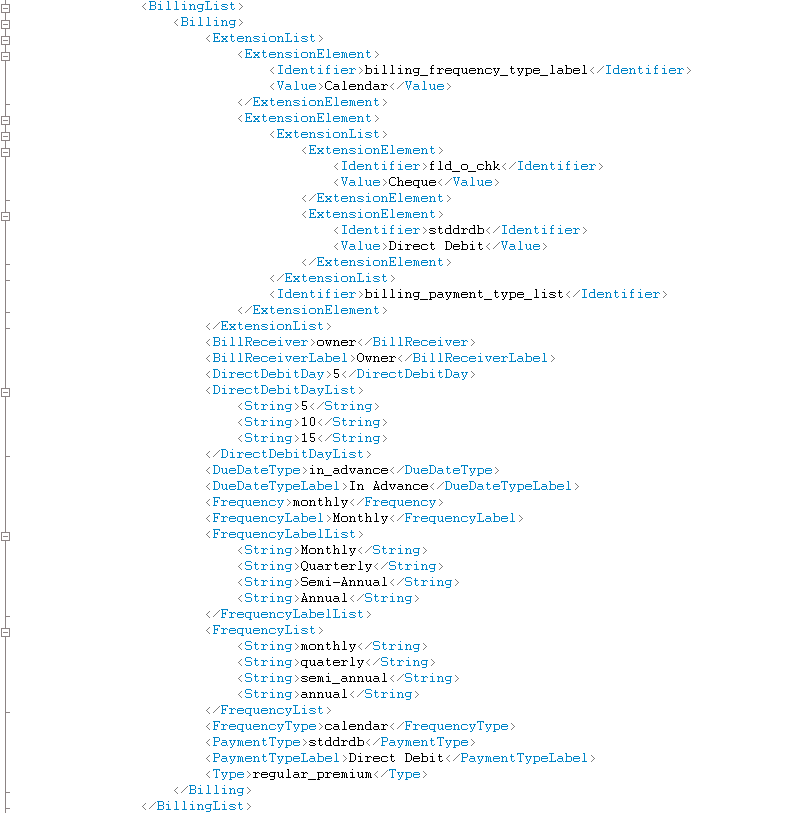 <BillingList>
<Billing>
<ExtensionList>
<ExtensionElement>
<Identifier>billing_frequency_type_label</Identifier>
<Value>Calendar</Value>
</ExtensionElement>
<ExtensionElement>
<ExtensionList>
<ExtensionElement>
<Identifier>fld_o_chk</Identifier>
<Value>Cheque</Value>
</ExtensionElement>
<ExtensionElement>
<Identifier>stddrdb</Identifier>
<Value>Direct Debit</Value>
</ExtensionElement>
</ExtensionList>
<Identifier>billing_payment_type_list</Identifier>
</ExtensionElement>
</ExtensionList>
<BillReceiver>owner</BillReceiver>
<BillReceiverLabel>Owner</BillReceiverLabel>
<DirectDebitDay>5</DirectDebitDay>
<DirectDebitDayList>
<String>5</String>
<String>10</String>
<String>15</String>
</DirectDebitDayList>
<DueDateType>in_advance</DueDateType>
<DueDateTypeLabel>In Advance</DueDateTypeLabel>
<Frequency>monthly</Frequency>
<FrequencyLabel>Monthly</FrequencyLabel>
<FrequencyLabelList>
<String>Monthly</String>
<String>Quarterly</String>
<String>Semi-Annual</String>
<String>Annual</String>
</FrequencyLabelList>
<FrequencyList>
<String>monthly</String>
<String>quaterly</String>
<String>semi_annual</String>
<String>annual</String>
</FrequencyList>
<FrequencyType>calendar</FrequencyType>
<PaymentType>stddrdb</PaymentType>
<PaymentTypeLabel>Direct Debit</PaymentTypeLabel>
<Type>regular_premium</Type>
</Billing>
</BillingList>